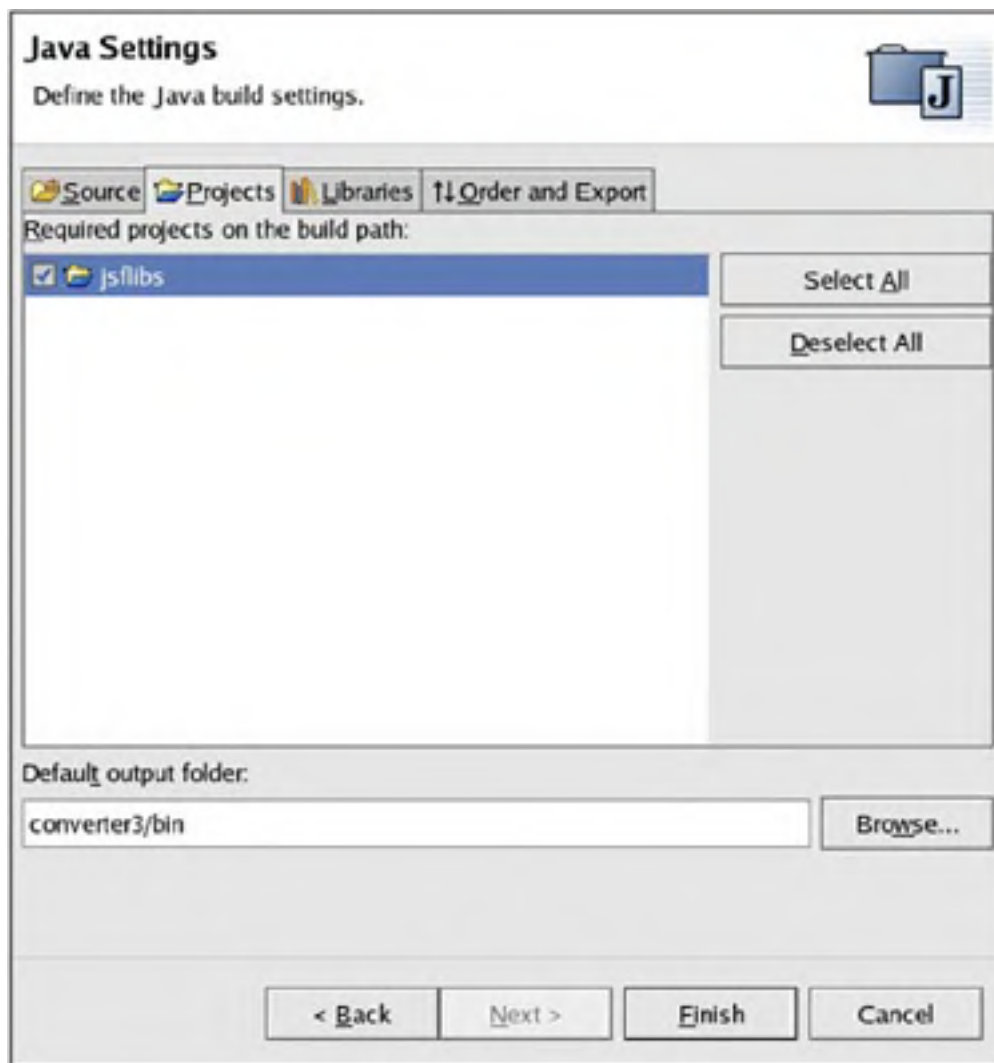 Java Settings
Define the Java build settings.
J
Source Projects Libraries Order and Export
Required projects on the build path:
jsflibs
Select All
Deselect All
Default output folder:
converter3/bin
Browse...
< Back Next > Finish Cancel